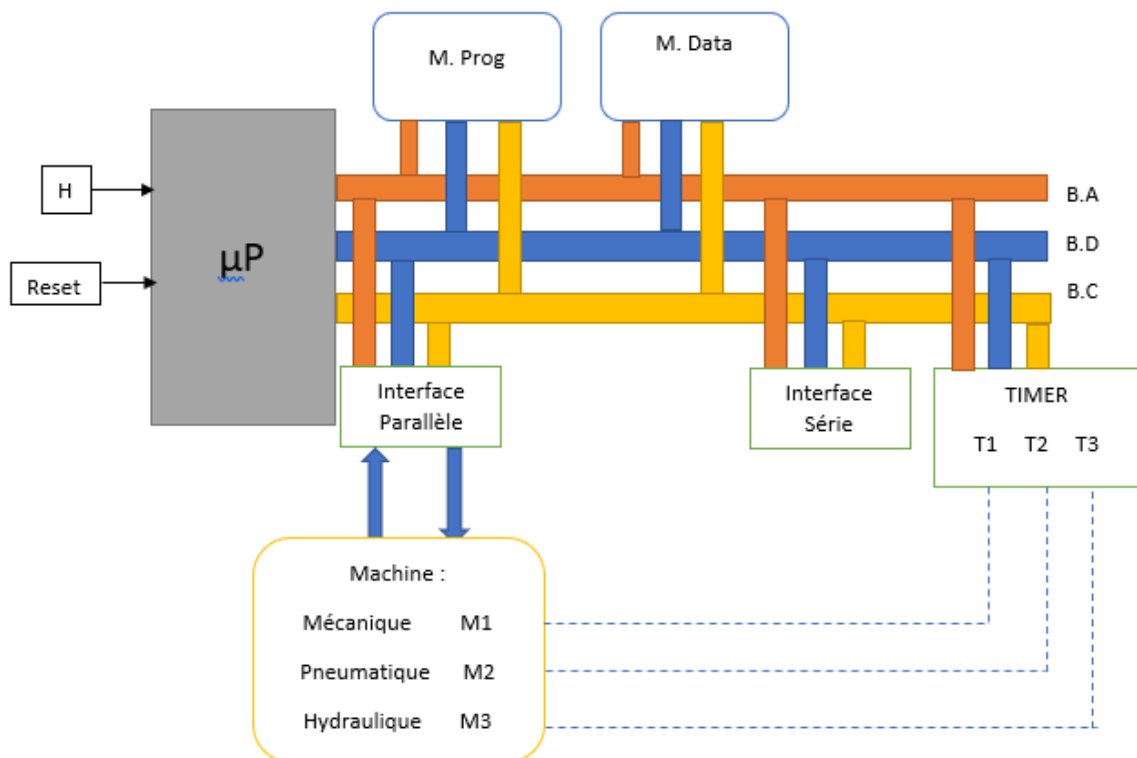 M. Prog
M. Data
H
B.A
µP
B.D
Reset
B.C
Interface
Parallèle
Interface
Série
TIMER
T1 T2 T3
Machine :
Mécanique M1
Pneumatique M2
Hydraulique M3